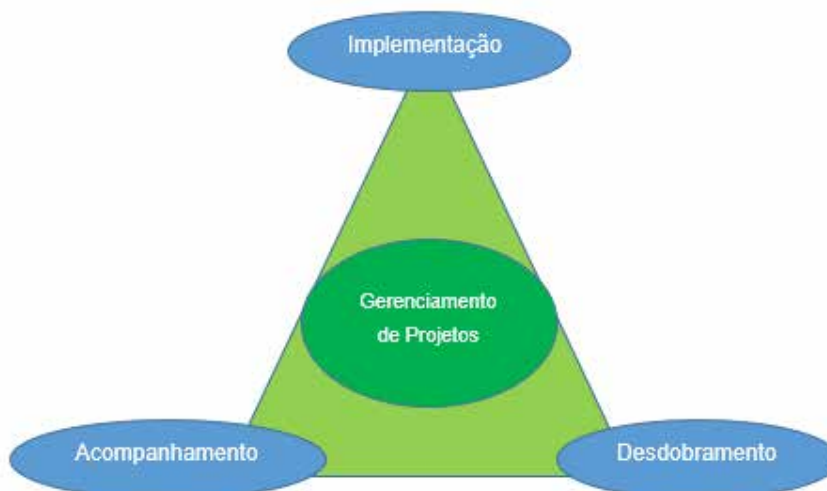 Implementação
Gerenciamento
de Projetos
Acompanhamento
Desdobramento